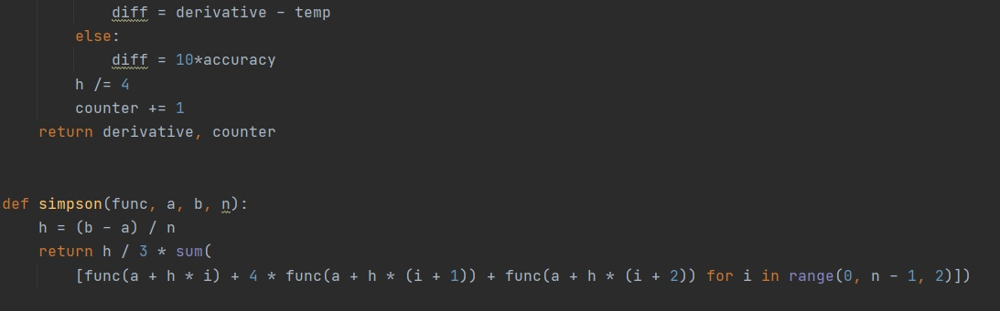 diff = derivative - temp
else:
diff = 10*accuracy
h /= 4
counter += 1
return derivative, counter
def simpson(func, a, b, n):
h = (b - a) / n
return h / 3 * sum(
[func(a + h * i) + 4 * func(a + h * (i + 1)) + func(a + h * (i + 2)) for i in range(0, n - 1, 2)])